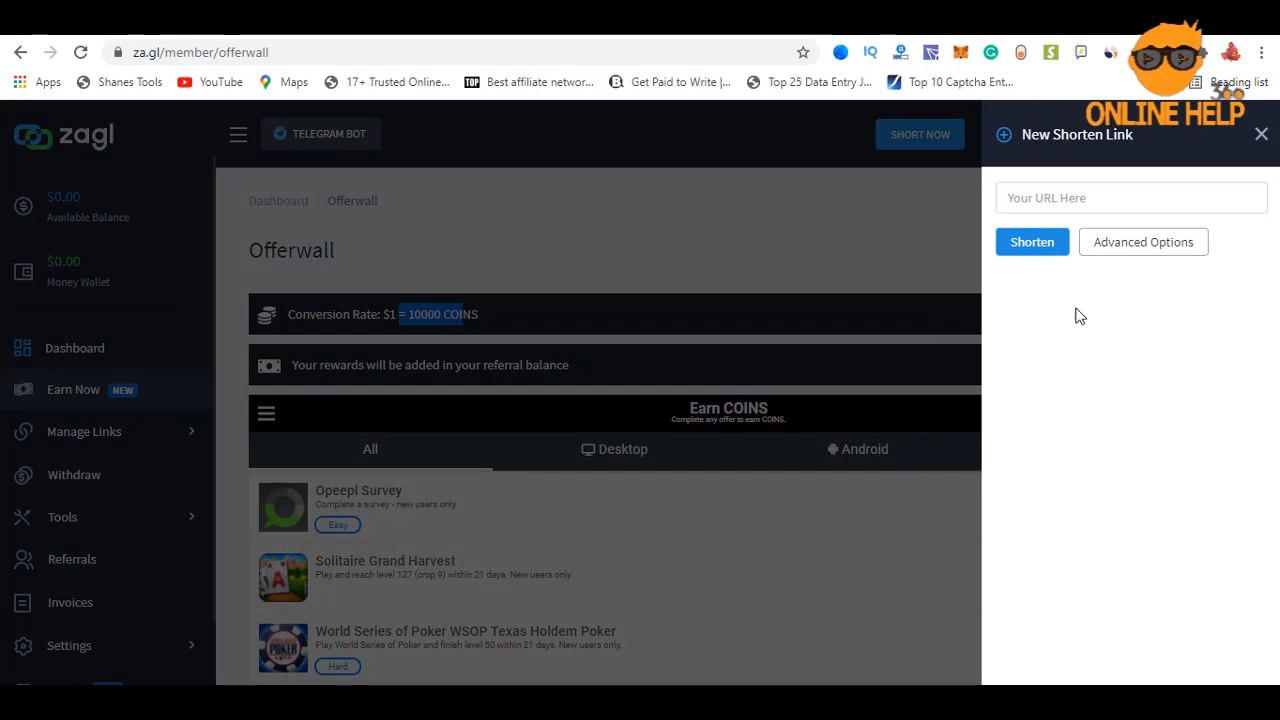 za.gl/member/offerwall
Apps
Shanes Tools
YouTube
Maps
17+ Trusted Online...
TOP
Best affiliate networ...
Get Paid to Write |...
Top 25 Data Entry J...
Top 10 Captcha Ent...
Reading list
360
ONLINE HELP
zagl
TELEGRAM BOT
SHORT NOW
New Shorten Link
$0.00
Available Balance
$0.00
Money Wallet
Dashboard
Earn Now NEW
Manage Links
Withdraw
Tools
Referrals
Invoices
Settings
Dashboard / Offerwall
Offerwall
Conversion Rate: $1 = 10000 COINS
Your rewards will be added in your referral balance
Earn COINS
Complete any offer to earn COINS.
All
Desktop
Android
Opeepl Survey
Complete a survey - new users only.
Easy
Solitaire Grand Harvest
Play and reach level 127 (crop 9) within 21 days. New users only.
World Series of Poker WSOP Texas Holdem Poker
Play World Series of Poker and finish level 50 within 21 days. New users only.
Hard
Your URL Here
Shorten
Advanced Options